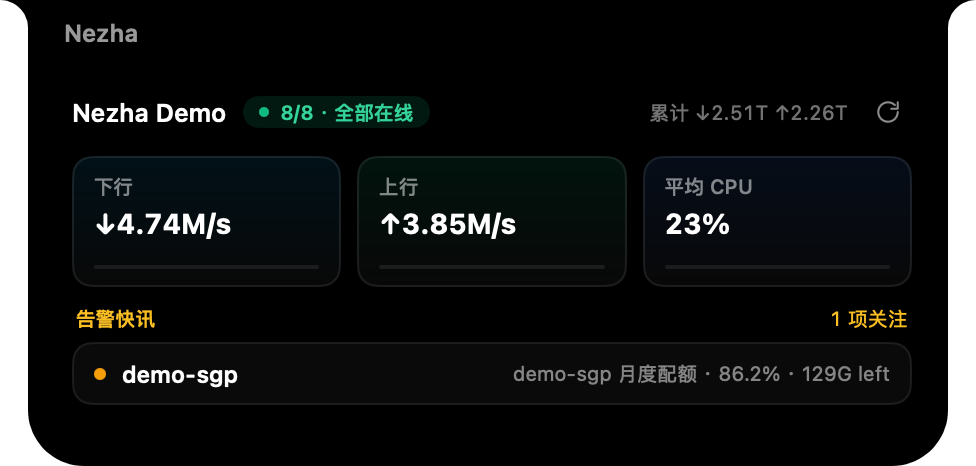 Nezha
Nezha Demo 8/8 · 全部在线 累计 ↓2.51T ↑2.26T
下行 上行 平均 CPU
↓4.74M/s ↑3.85M/s 23%
告警快讯 1 项关注
demo-sgp demo-sgp 月度配额 · 86.2% · 129G left